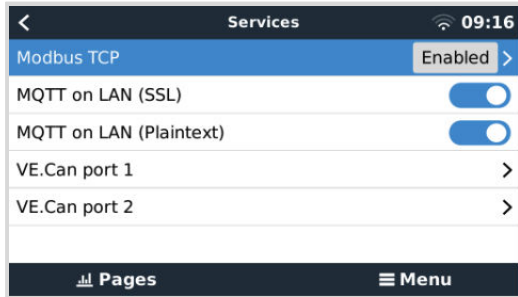 Services 09:16
Modbus TCP Enabled
MQTT on LAN (SSL)
MQTT on LAN (Plaintext)
VE.Can port 1
VE.Can port 2
Pages Menu